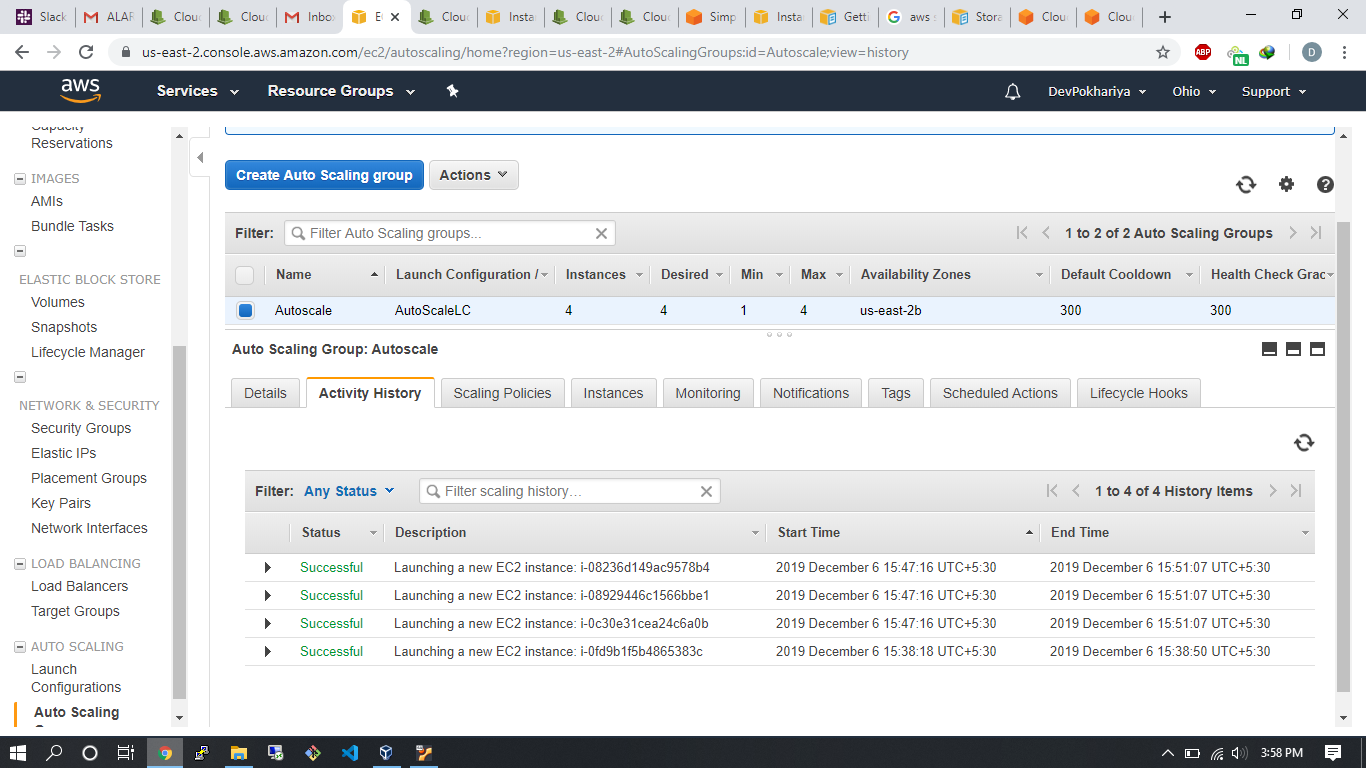 Slack
ALAR
Cloud
Cloud
Inbox
E
Cloud
Instar
Cloud
Cloud
Simp
Instar
Getti
aws s
Stora
Cloud
Cloud
us-east-2.console.aws.amazon.com/ec2/autoscaling/home?region=us-east-2#AutoScalingGroups:id=Autoscale;view=history
ABP
NL
D
aws Services Resource Groups DevPokhariya Ohio Support
Capacity
Reservations
IMAGES
AMIs
Bundle Tasks
ELASTIC BLOCK STORE
Volumes
Snapshots
Lifecycle Manager
NETWORK & SECURITY
Security Groups
Elastic IPs
Placement Groups
Key Pairs
Network Interfaces
LOAD BALANCING
Load Balancers
Target Groups
AUTO SCALING
Launch
Configurations
Auto Scaling
Create Auto Scaling group Actions
Filter: Filter Auto Scaling groups... 1 to 2 of 2 Auto Scaling Groups
Name Launch Configuration / Instances Desired Min Max Availability Zones Default Cooldown Health Check Grac
Autoscale AutoScaleLC 4 4 1 4 us-east-2b 300 300
Auto Scaling Group: Autoscale
Details Activity History Scaling Policies Instances Monitoring Notifications Tags Scheduled Actions Lifecycle Hooks
Filter: Any Status Filter scaling history... 1 to 4 of 4 History Items
Status Description Start Time End Time
Successful Launching a new EC2 instance: i-08236d149ac9578b4 2019 December 6 15:47:16 UTC+5:30 2019 December 6 15:51:07 UTC+5:30
Successful Launching a new EC2 instance: i-08929446c1566bbe1 2019 December 6 15:47:16 UTC+5:30 2019 December 6 15:51:07 UTC+5:30
Successful Launching a new EC2 instance: i-0c30e31cea24c6a0b 2019 December 6 15:47:16 UTC+5:30 2019 December 6 15:51:07 UTC+5:30
Successful Launching a new EC2 instance: i-0fd9b1f5b4865383c 2019 December 6 15:38:18 UTC+5:30 2019 December 6 15:38:50 UTC+5:30
3:58 PM